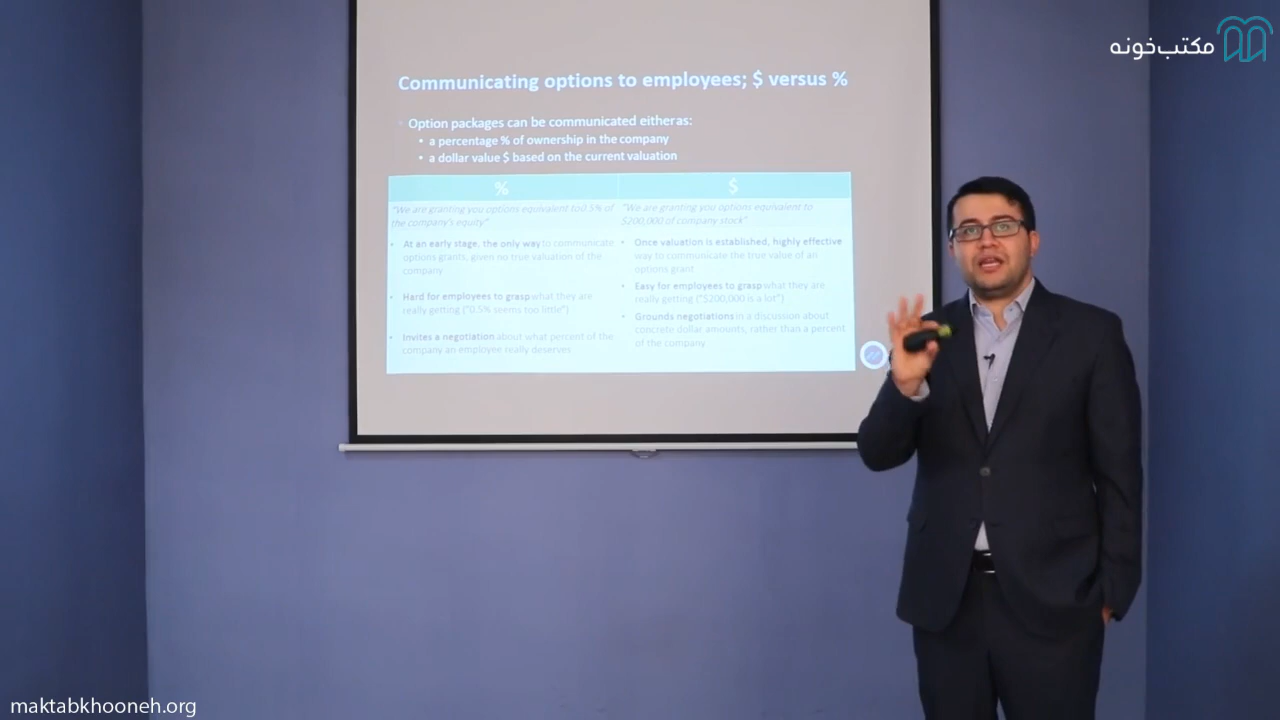 مکتب‌خونه
Communicating options to employees; $ versus %
Option packages can be communicated either as:
• a percentage % of ownership in the company
• a dollar value $ based on the current valuation
%
"We are granting you options equivalent to 0.5% of
the company's equity"
• At an early stage, the only way to communicate
options grants, given no true valuation of the
company
• Hard for employees to grasp what they are
really getting ("0.5% seems too little")
• Invites a negotiation about what percent of the
company an employee really deserves
$
"We are granting you options equivalent to
$200,000 of company stock"
• Once valuation is established, highly effective
way to communicate the true value of an
options grant
• Easy for employees to grasp what they are
really getting ("$200,000 is a lot")
• Grounds negotiations in a discussion about
concrete dollar amounts, rather than a percent
of the company
maktabkhooneh.org